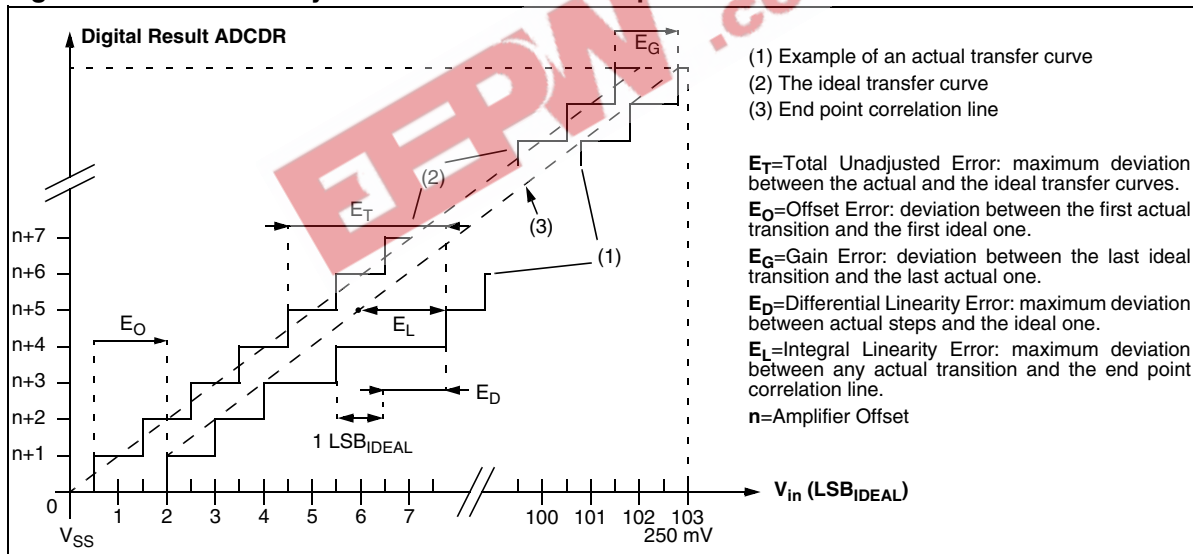 Digital Result ADCDR
EEPW.co
E_G
(1) Example of an actual transfer curve
(2) The ideal transfer curve
(3) End point correlation line
E_T=Total Unadjusted Error: maximum deviation
between the actual and the ideal transfer curves.
E_O=Offset Error: deviation between the first actual
transition and the first ideal one.
E_G=Gain Error: deviation between the last ideal
transition and the last actual one.
E_D=Differential Linearity Error: maximum deviation
between actual steps and the ideal one.
E_L=Integral Linearity Error: maximum deviation
between any actual transition and the end point
correlation line.
n=Amplifier Offset
(2)
E_T
(3)
(1)
n+7
n+6
n+5
n+4
n+3
n+2
n+1
E_O
E_L
E_D
1 LSB_IDEAL
0
1 2 3 4 5 6 7 100 101 102 103
V_SS
250 mV
V_in (LSB_IDEAL)